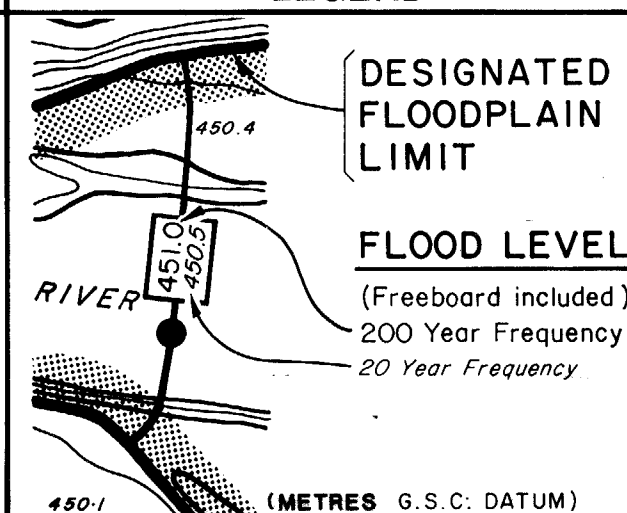 DESIGNATED
FLOODPLAIN
LIMIT
450.4
451.0
450.5
FLOOD LEVEL
(Freeboard included)
200 Year Frequency
20 Year Frequency
RIVER
450.1
(METRES G.S.C. DATUM)